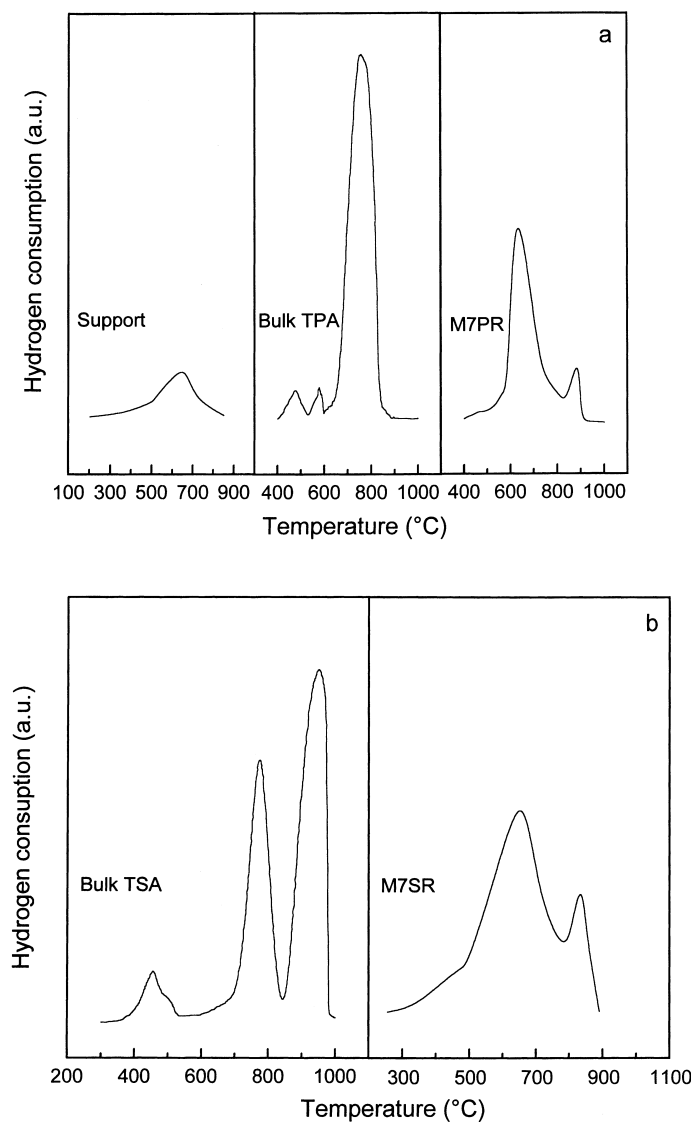 a
Hydrogen consumption (a.u.)
Support
Bulk TPA
M7PR
100 300 500 700 900 400 600 800 1000 400 600 800 1000
Temperature (°C)
b
Hydrogen consuption (a.u.)
Bulk TSA
M7SR
200 400 600 800 1000 300 500 700 900 1100
Temperature (°C)